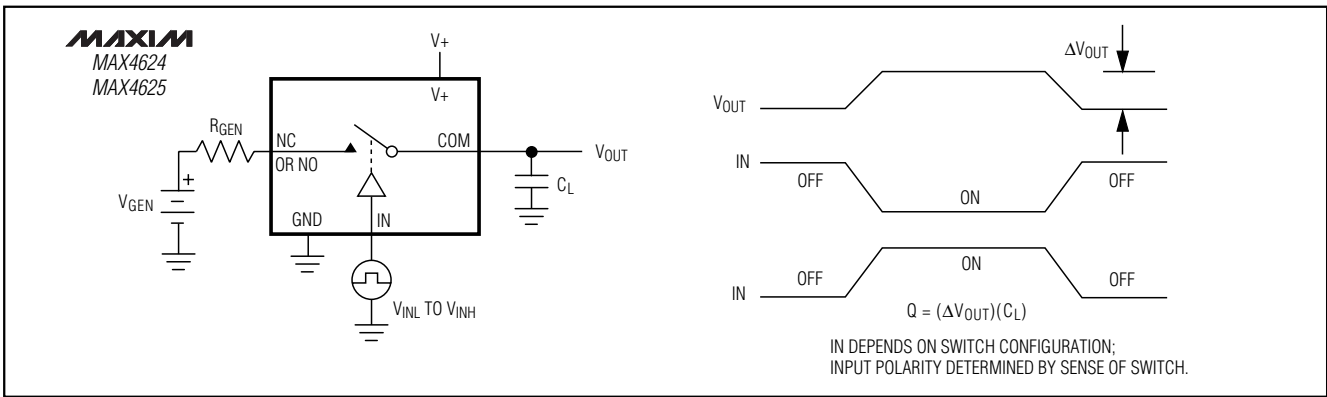 MAXIM
MAX4624
MAX4625
V+
V+
RGEN
NC
OR NO
COM
VOUT
CL
+
VGEN
GND
IN
VINL TO VINH
ΔVOUT
VOUT
IN
OFF
ON
OFF
IN
OFF
ON
OFF
Q = (ΔVOUT)(CL)
IN DEPENDS ON SWITCH CONFIGURATION;
INPUT POLARITY DETERMINED BY SENSE OF SWITCH.